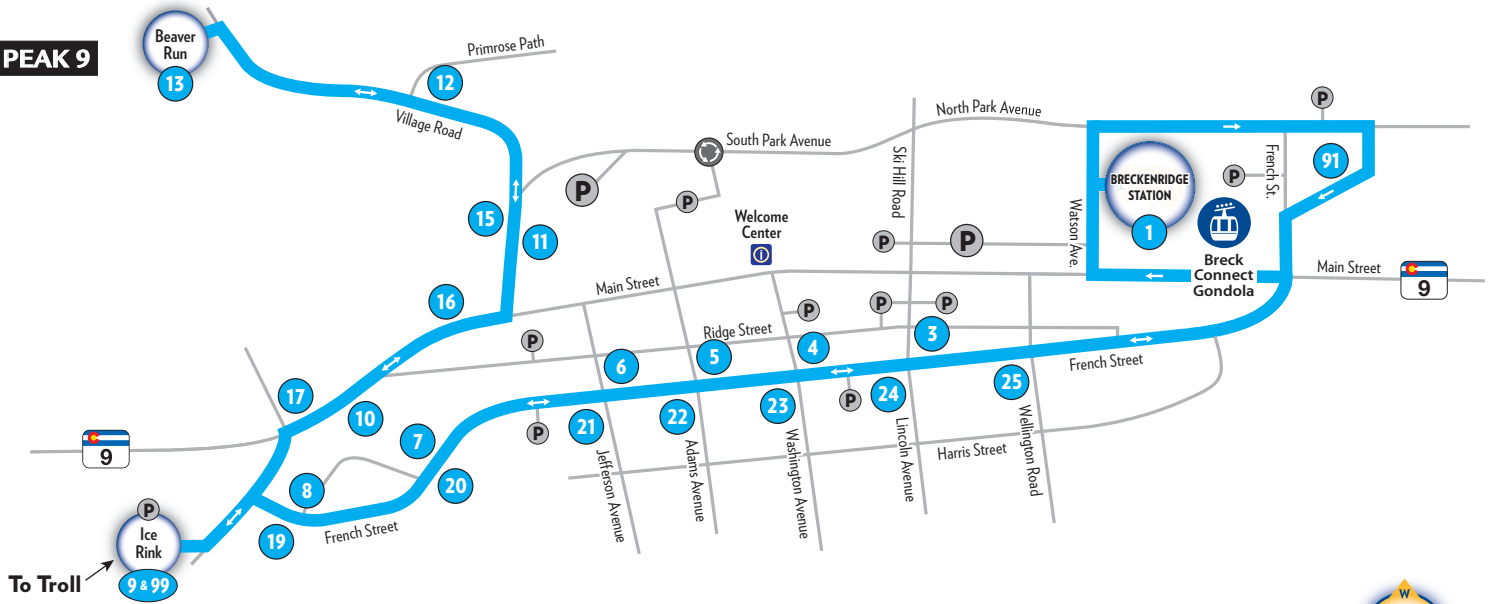 PEAK 9
Beaver
Run
13
Primrose Path
12
Village Road
South Park Avenue
North Park Avenue
P
P
P
Ski Hill Road
French St.
91
P
BRECKENRIDGE
STATION
1
Watson Ave.
Breck
Connect
Gondola
15
11
Welcome
Center
i
P
P
Main Street
9
16
Main Street
P
P
P
P
Ridge Street
3
4
5
6
French Street
17
10
P
P
24
25
23
22
21
7
20
9
8
19
French Street
Jefferson Avenue
Adams Avenue
Washington Avenue
Lincoln Avenue
Wellington Road
Harris Street
P
Ice
Rink
9 & 99
To Troll
W